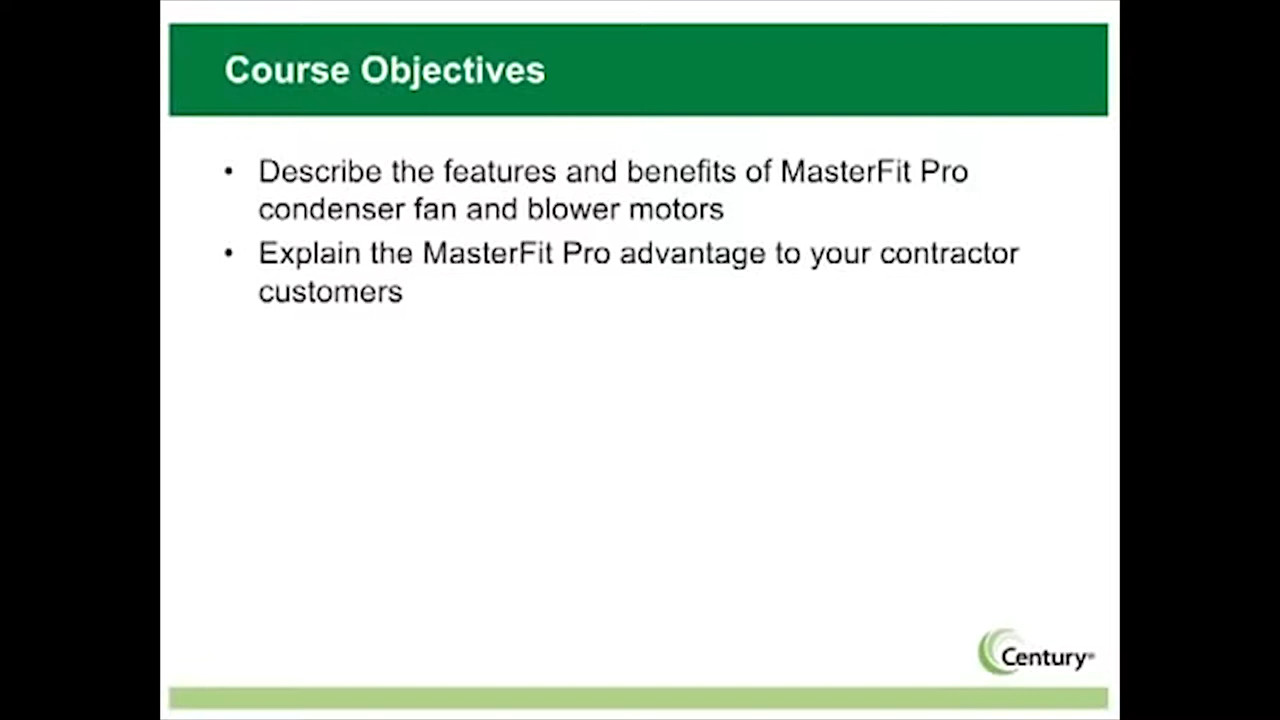 Course Objectives
• Describe the features and benefits of MasterFit Pro
condenser fan and blower motors
• Explain the MasterFit Pro advantage to your contractor
customers
Century®